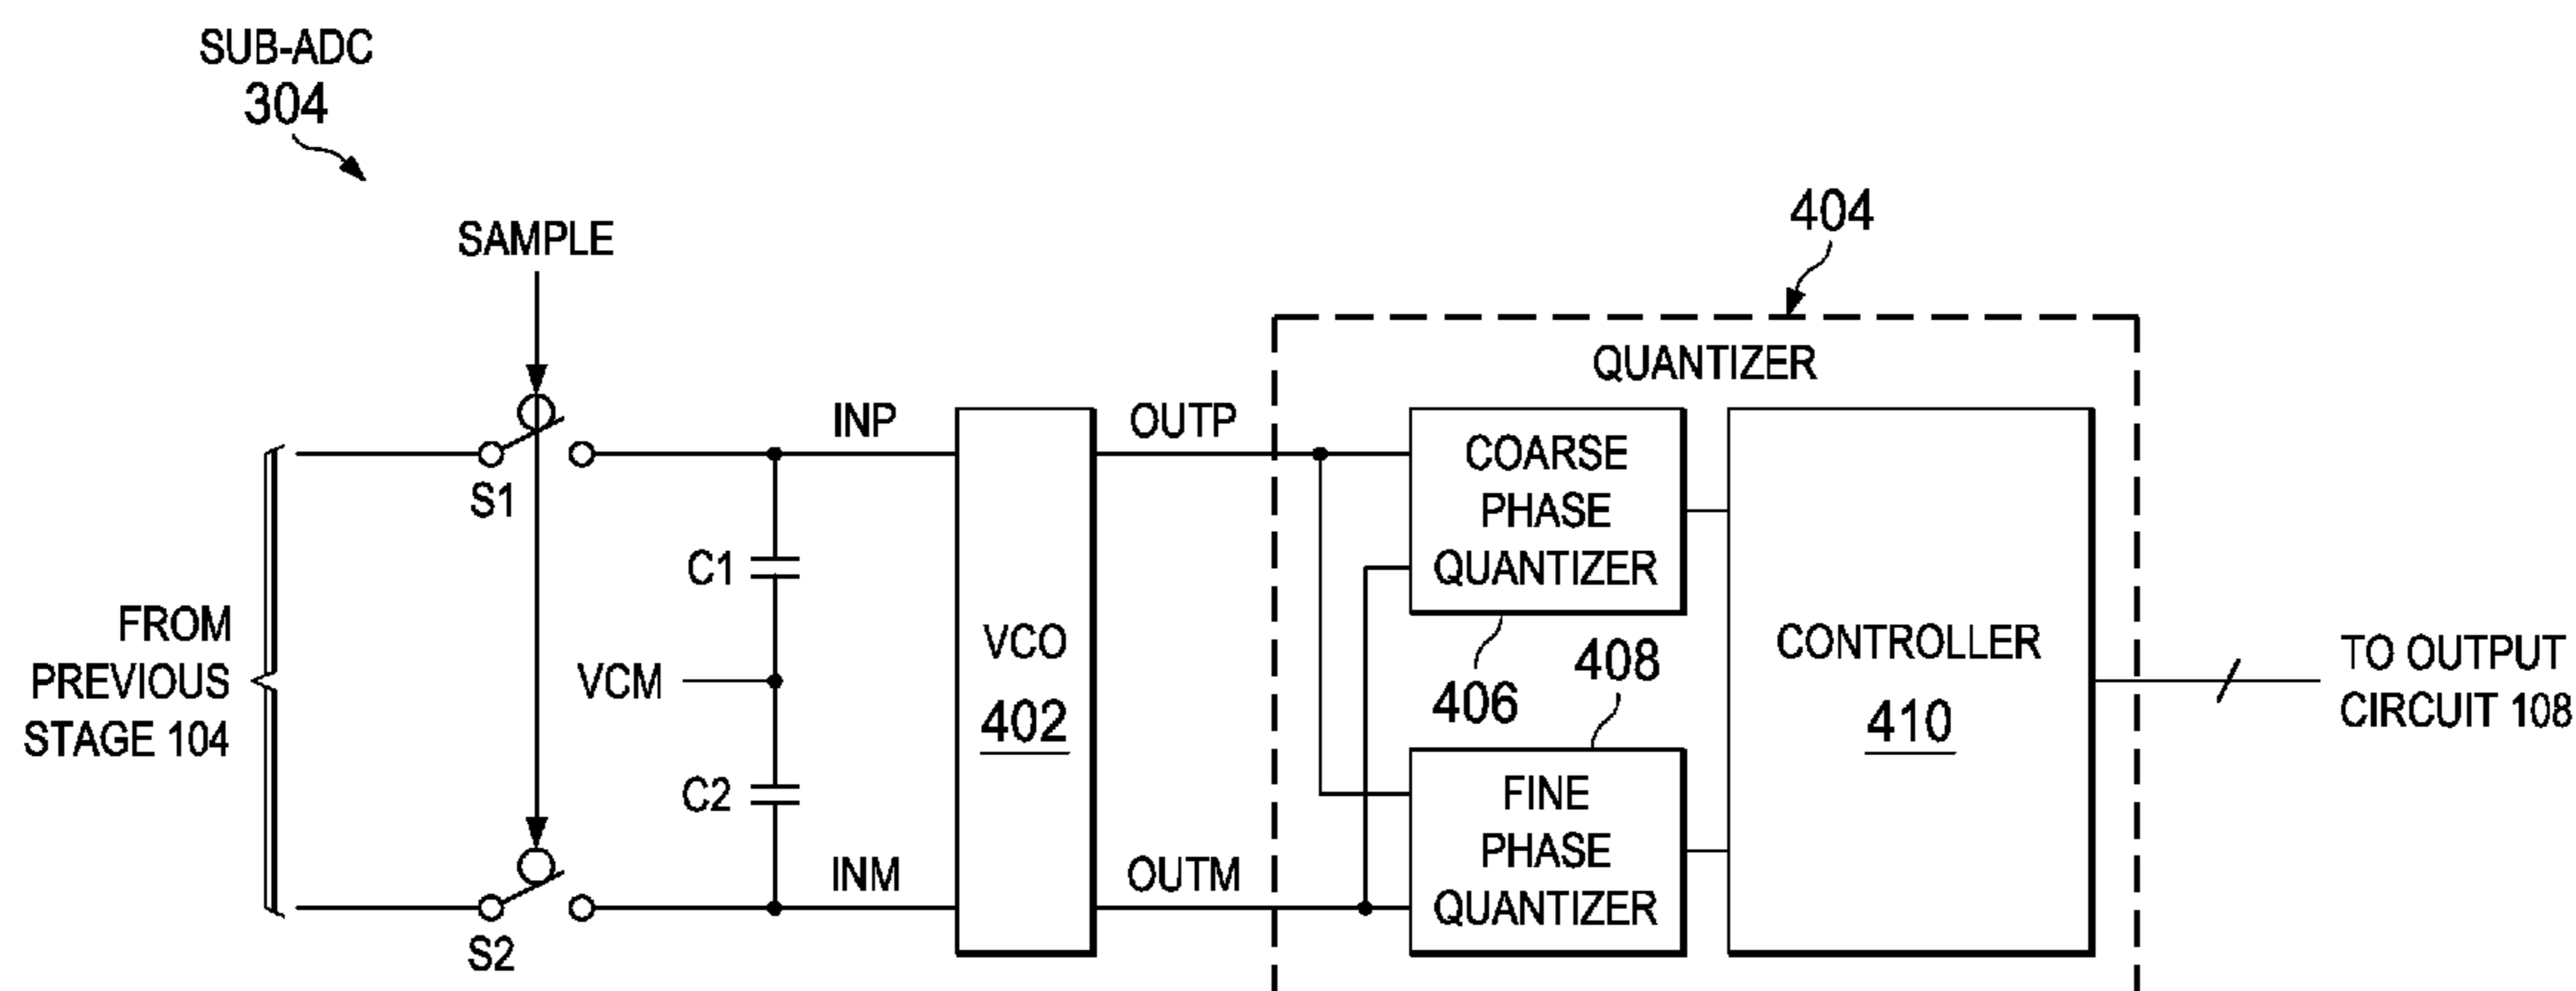 SUB-ADC
304
SAMPLE
404
QUANTIZER
INP
OUTP
S1
COARSE
PHASE
QUANTIZER
C1
406
408
FROM
PREVIOUS
STAGE 104
VCM
VCO
402
CONTROLLER
410
TO OUTPUT
CIRCUIT 108
C2
FINE
PHASE
QUANTIZER
INM
OUTM
S2